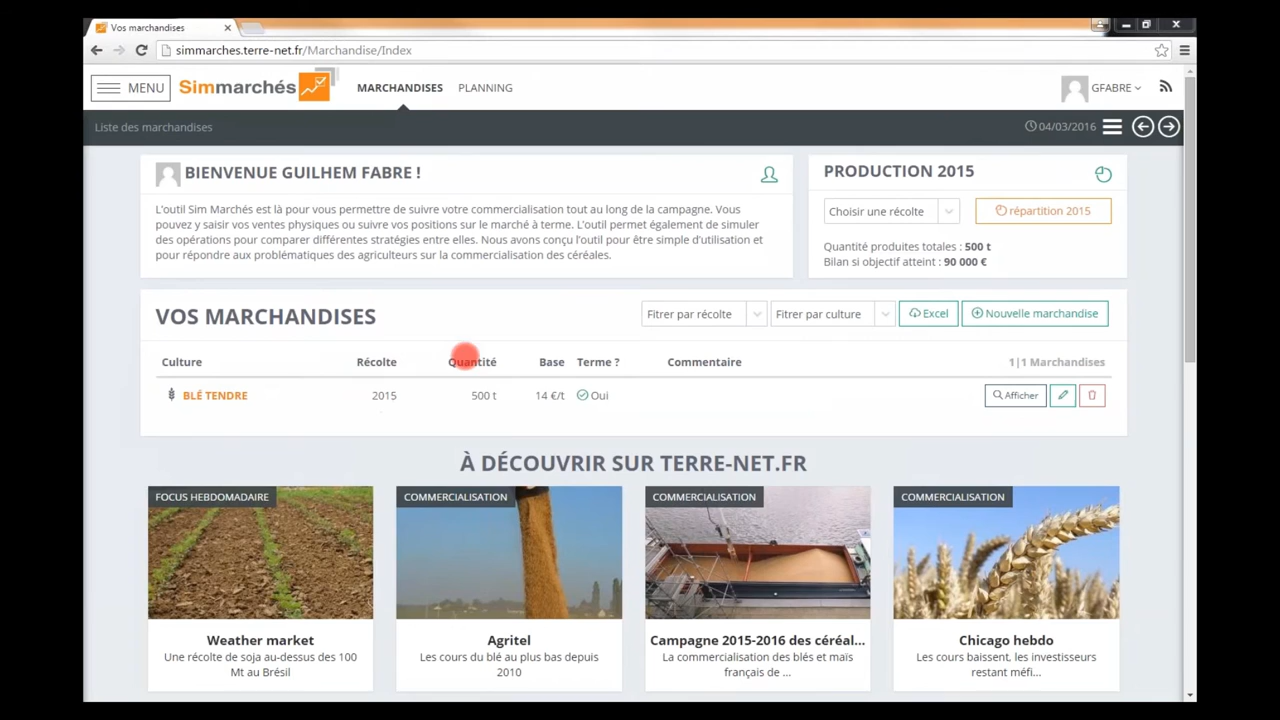 Vos marchandises
simmarches.terre-net.fr/Marchandise/Index
MENU
Simmarchés
MARCHANDISES
PLANNING
GFABRE
Liste des marchandises
04/03/2016
BIENVENUE GUILHEM FABRE !
L'outil Sim Marchés est là pour vous permettre de suivre votre commercialisation tout au long de la campagne. Vous
pouvez y saisir vos ventes physiques ou suivre vos positions sur le marché à terme. L'outil permet également de simuler
des opérations pour comparer différentes stratégies entre elles. Nous avons conçu l'outil pour être simple d'utilisation et
pour répondre aux problématiques des agriculteurs sur la commercialisation des céréales.
PRODUCTION 2015
Choisir une récolte
répartition 2015
Quantité produites totales : 500 t
Bilan si objectif atteint : 90 000 €
VOS MARCHANDISES
Fitrer par récolte
Fitrer par culture
Excel
Nouvelle marchandise
Culture Récolte Quantité Base Terme ? Commentaire 1|1 Marchandises
BLÉ TENDRE 2015 500 t 14 €/t Oui Afficher
À DÉCOUVRIR SUR TERRE-NET.FR
FOCUS HEBDOMADAIRE
Weather market
Une récolte de soja au-dessus des 100
Mt au Brésil
COMMERCIALISATION
Agritel
Les cours du blé au plus bas depuis
2010
COMMERCIALISATION
Campagne 2015-2016 des céréal...
La commercialisation des blés et maïs
français de ...
COMMERCIALISATION
Chicago hebdo
Les cours baissent, les investisseurs
restant méfi...